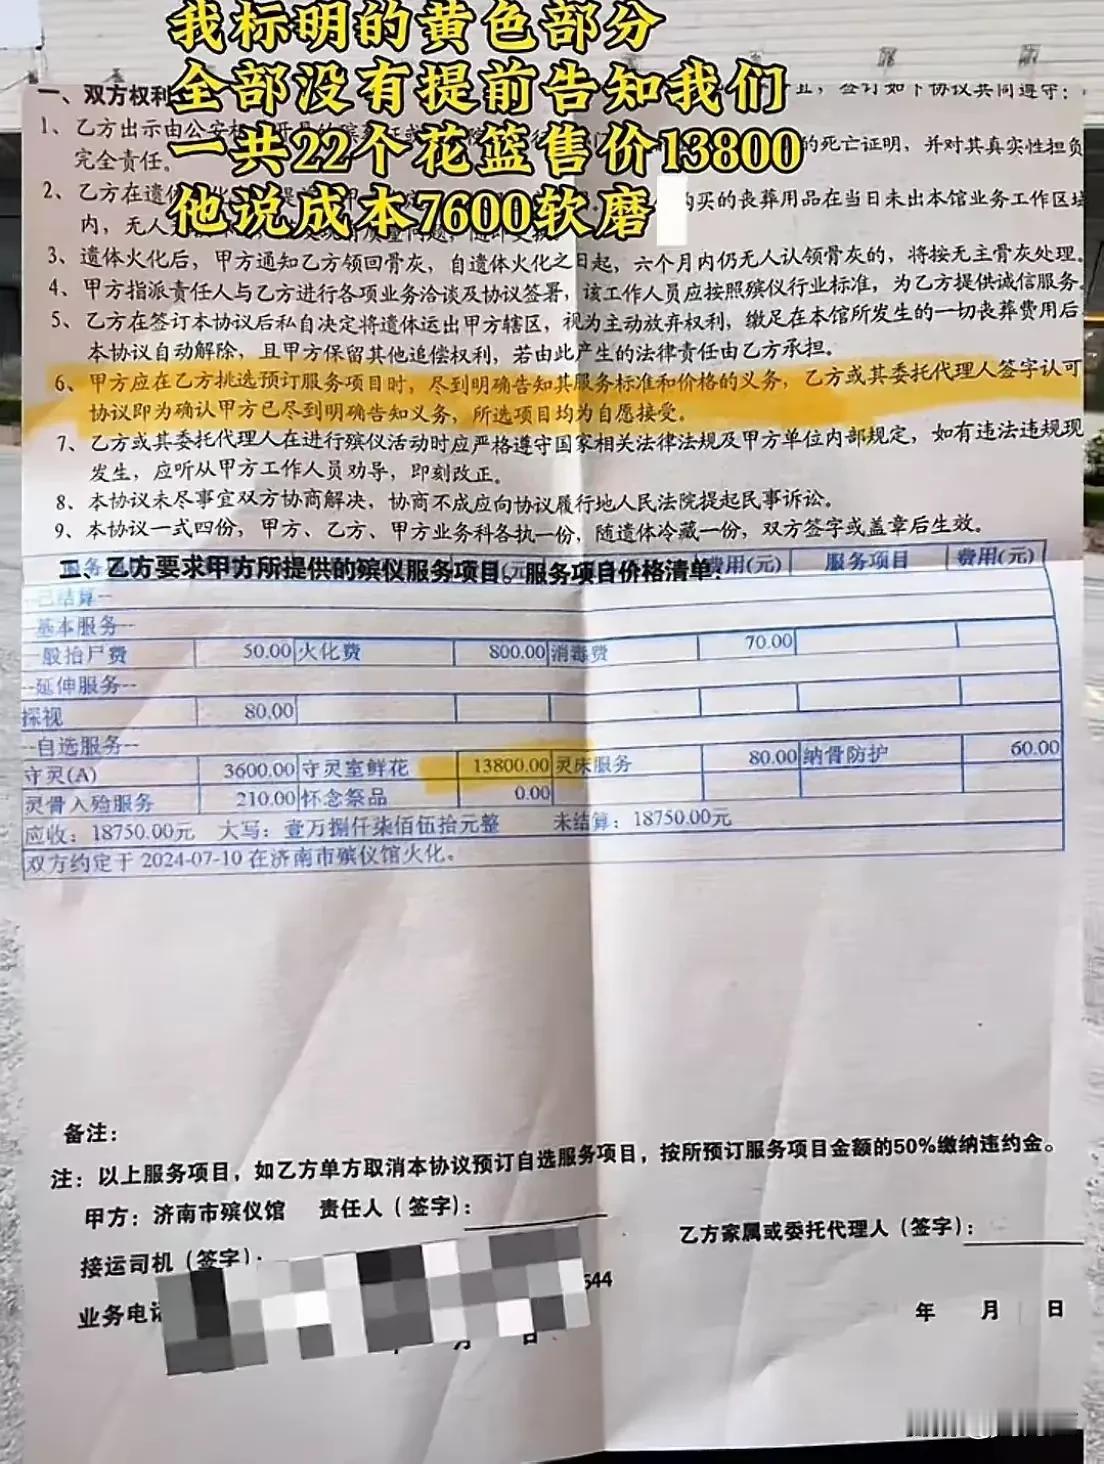 我标明的黄色部分
全部没有提前告知我们
一共22个花篮售价13800
他说成本7600软磨
一、双方权利 签订如下协议共同遵守：
1、乙方出示由公安机 的死亡证明，并对其真实性担负
完全责任。
2、乙方在遗体 购买的丧葬用品在当日未出本馆业务工作区域
内，无人
3、遗体火化后，甲方通知乙方领回骨灰，自遗体火化之日起，六个月内仍无人认领骨灰的，将按无主骨灰处理。
4、甲方指派责任人与乙方进行各项业务洽谈及协议签署，该工作人员应按照殡仪行业标准，为乙方提供诚信服务。
5、乙方在签订本协议后私自决定将遗体运出甲方辖区，视为主动放弃权利，缴足在本馆所发生的一切丧葬费用后
本协议自动解除，且甲方保留其他追偿权利，若由此产生的法律责任由乙方承担。
6、甲方应在乙方挑选预订服务项目时，尽到明确告知其服务标准和价格的义务，乙方或其委托代理人签字认可
协议即为确认甲方已尽到明确告知义务，所选项目均为自愿接受。
7、乙方或其委托代理人在进行殡仪活动时应严格遵守国家相关法律法规及甲方单位内部规定，如有违法违规现
发生，应听从甲方工作人员劝导，即刻改正。
8、本协议未尽事宜双方协商解决，协商不成应向协议履行地人民法院提起民事诉讼。
9、本协议一式四份，甲方、乙方、甲方业务科各执一份，随遗体冷藏一份，双方签字或盖章后生效。
二、乙方要求甲方所提供的殡仪服务项目。服务项目价格清单：
费用(元) 服务项目 费用(元)
--已结算--
--基本服务--
一般抬尸费 50.00 火化费 800.00 消毒费 70.00
--延伸服务--
探视 80.00
--自选服务--
守灵(A) 3600.00 守灵室鲜花 13800.00 灵床服务 80.00 纳骨防护 60.00
灵骨入殓服务 210.00 怀念祭品 0.00
应收：18750.00元 大写：壹万捌仟柒佰伍拾元整 未结算：18750.00元
双方约定于 2024-07-10 在济南市殡仪馆火化。
备注：
注：以上服务项目，如乙方单方取消本协议预订自选服务项目，按所预订服务项目金额的50%缴纳违约金。
甲方：济南市殡仪馆 责任人（签字）：
乙方家属或委托代理人（签字）：
接运司机（签字）：
业务电话 544
年 月 日
月 日